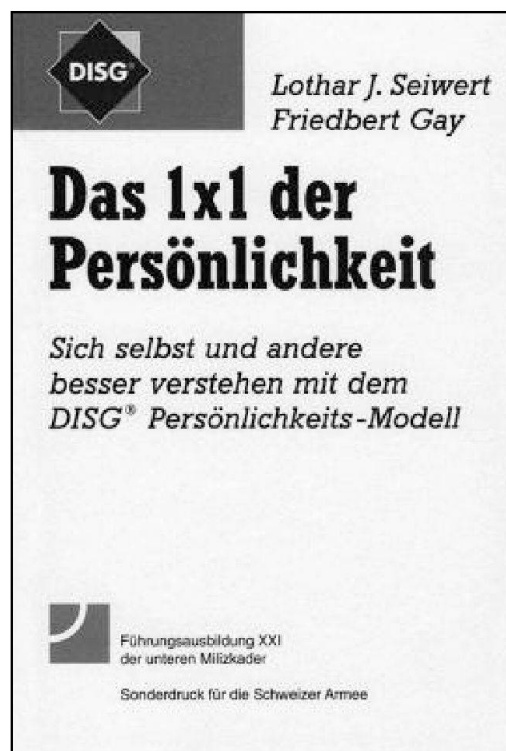 DISG®
Lothar J. Seiwert
Friedbert Gay
Das 1x1 der
Persönlichkeit
Sich selbst und andere
besser verstehen mit dem
DISG® Persönlichkeits-Modell
Führungsausbildung XXI
der unteren Milizkader
Sonderdruck für die Schweizer Armee